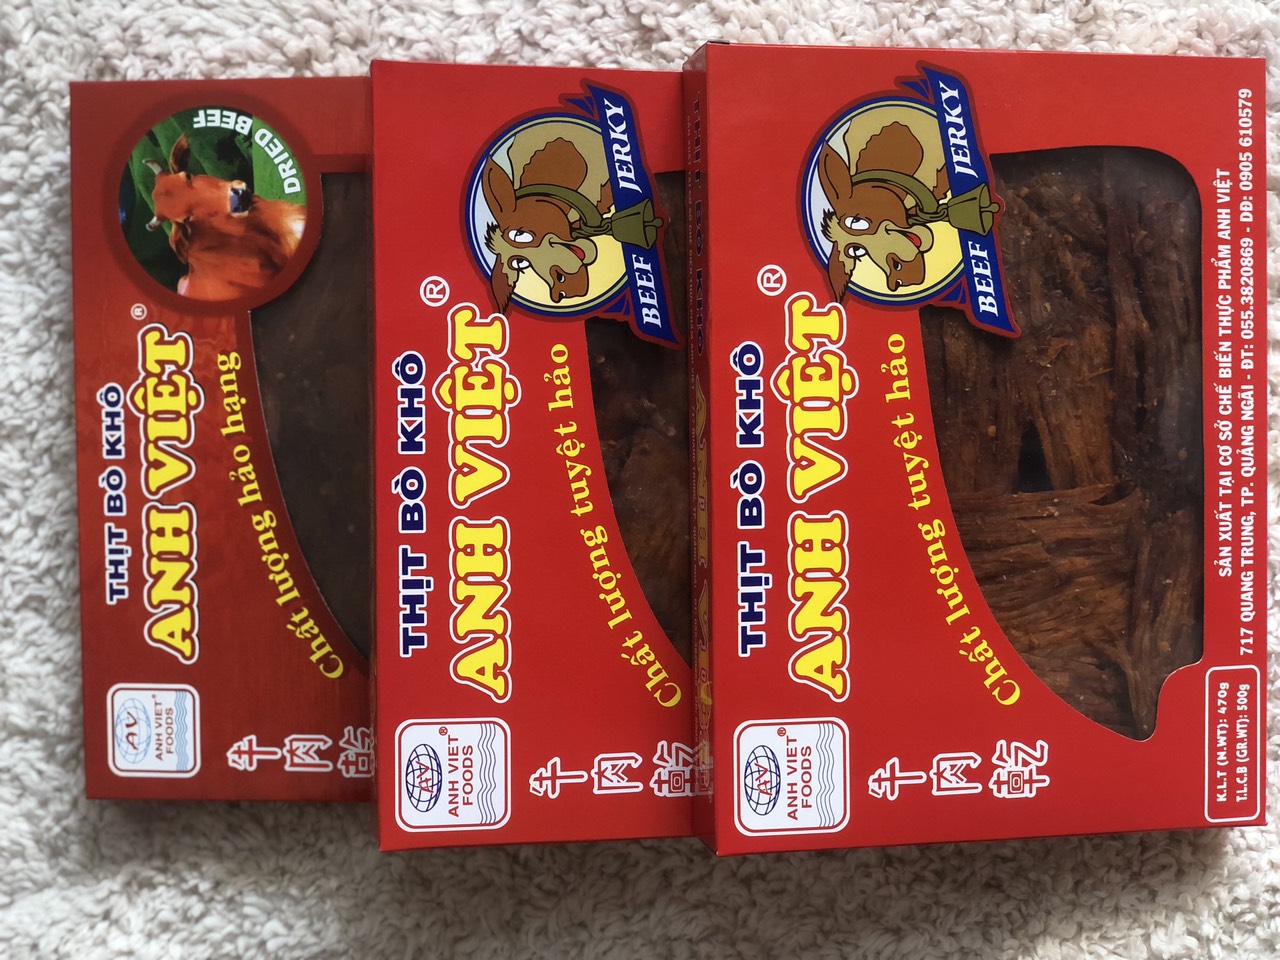 DRIED BEEF
THỊT BÒ KHÔ
ANH VIỆT®
Chất lượng hảo hạng
AV
ANH VIET®
FOODS
牛肉乾
BEEF JERKY
THỊT BÒ KHÔ
ANH VIỆT®
Chất lượng tuyệt hảo
AV®
ANH VIET
FOODS
牛肉乾
BEEF JERKY
THỊT BÒ KHÔ
ANH VIỆT®
Chất lượng tuyệt hảo
AV®
ANH VIET
FOODS
牛肉乾
SẢN XUẤT TẠI CƠ SỞ CHẾ BIẾN THỰC PHẨM ANH VIỆT
717 QUANG TRUNG, TP. QUẢNG NGÃI - ĐT: 055.3820869 - DĐ: 0905 610579
K.L.T (N.WT): 470g
T.L.C.B (GR.WT): 500g
THỊT BÒ KHÔ